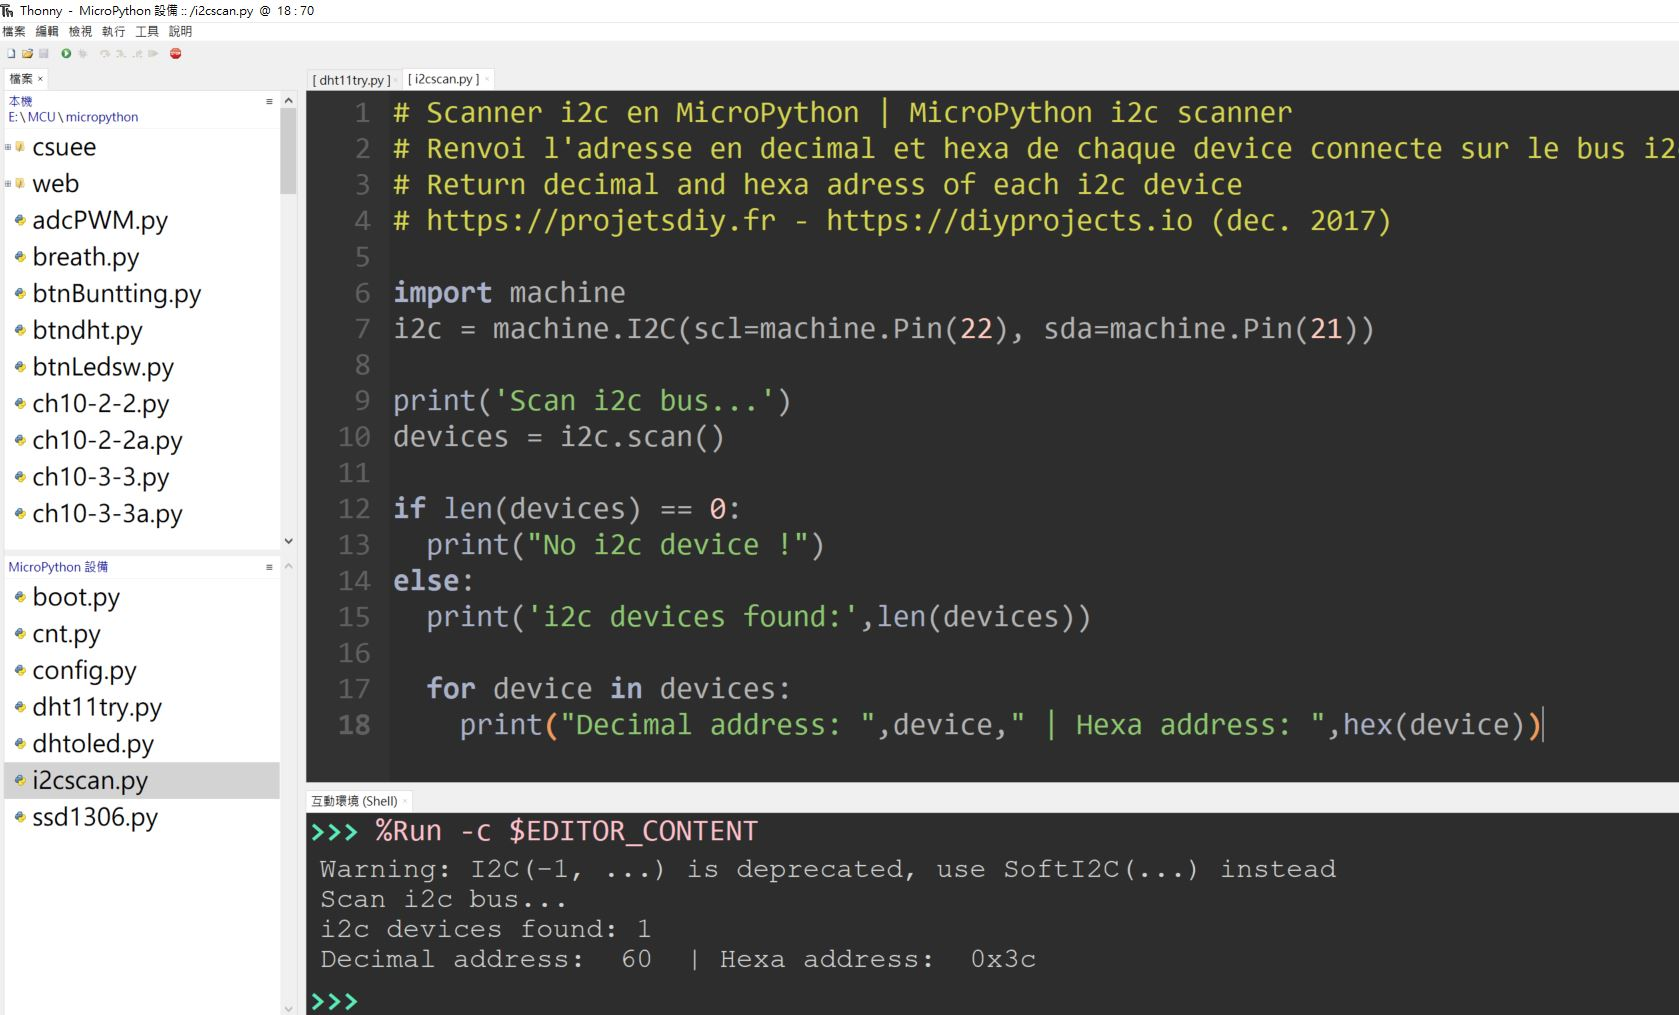 Thonny - MicroPython 設備 :: /i2cscan.py @ 18 : 70
檔案 編輯 檢視 執行 工具 說明
檔案 ×
本機
E: \ MCU \ micropython
csuee
web
adcPWM.py
breath.py
btnBuntting.py
btndht.py
btnLedsw.py
ch10-2-2.py
ch10-2-2a.py
ch10-3-3.py
ch10-3-3a.py
MicroPython 設備
boot.py
cnt.py
config.py
dht11try.py
dhtoled.py
i2cscan.py
ssd1306.py
[ dht11try.py ] × [ i2cscan.py ] ×
1 # Scanner i2c en MicroPython | MicroPython i2c scanner
2 # Renvoi l'adresse en decimal et hexa de chaque device connecte sur le bus i2
3 # Return decimal and hexa adress of each i2c device
4 # https://projetsdiy.fr - https://diyprojects.io (dec. 2017)
5
6 import machine
7 i2c = machine.I2C(scl=machine.Pin(22), sda=machine.Pin(21))
8
9 print('Scan i2c bus...')
10 devices = i2c.scan()
11
12 if len(devices) == 0:
13   print("No i2c device !")
14 else:
15   print('i2c devices found:',len(devices))
16
17   for device in devices:
18     print("Decimal address: ",device," | Hexa address: ",hex(device))
互動環境 (Shell) ×
>>> %Run -c $EDITOR_CONTENT
Warning: I2C(-1, ...) is deprecated, use SoftI2C(...) instead
Scan i2c bus...
i2c devices found: 1
Decimal address:  60  | Hexa address:  0x3c
>>>